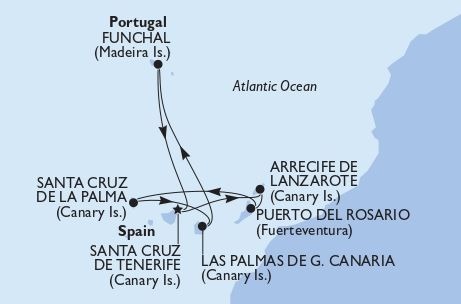 Portugal
FUNCHAL
(Madeira Is.)
Atlantic Ocean
ARRECIFE DE
LANZAROTE
(Canary Is.)
SANTA CRUZ
DE LA PALMA
(Canary Is.)
PUERTO DEL ROSARIO
(Fuerteventura)
Spain
SANTA CRUZ
DE TENERIFE
(Canary Is.)
LAS PALMAS DE G. CANARIA
(Canary Is.)